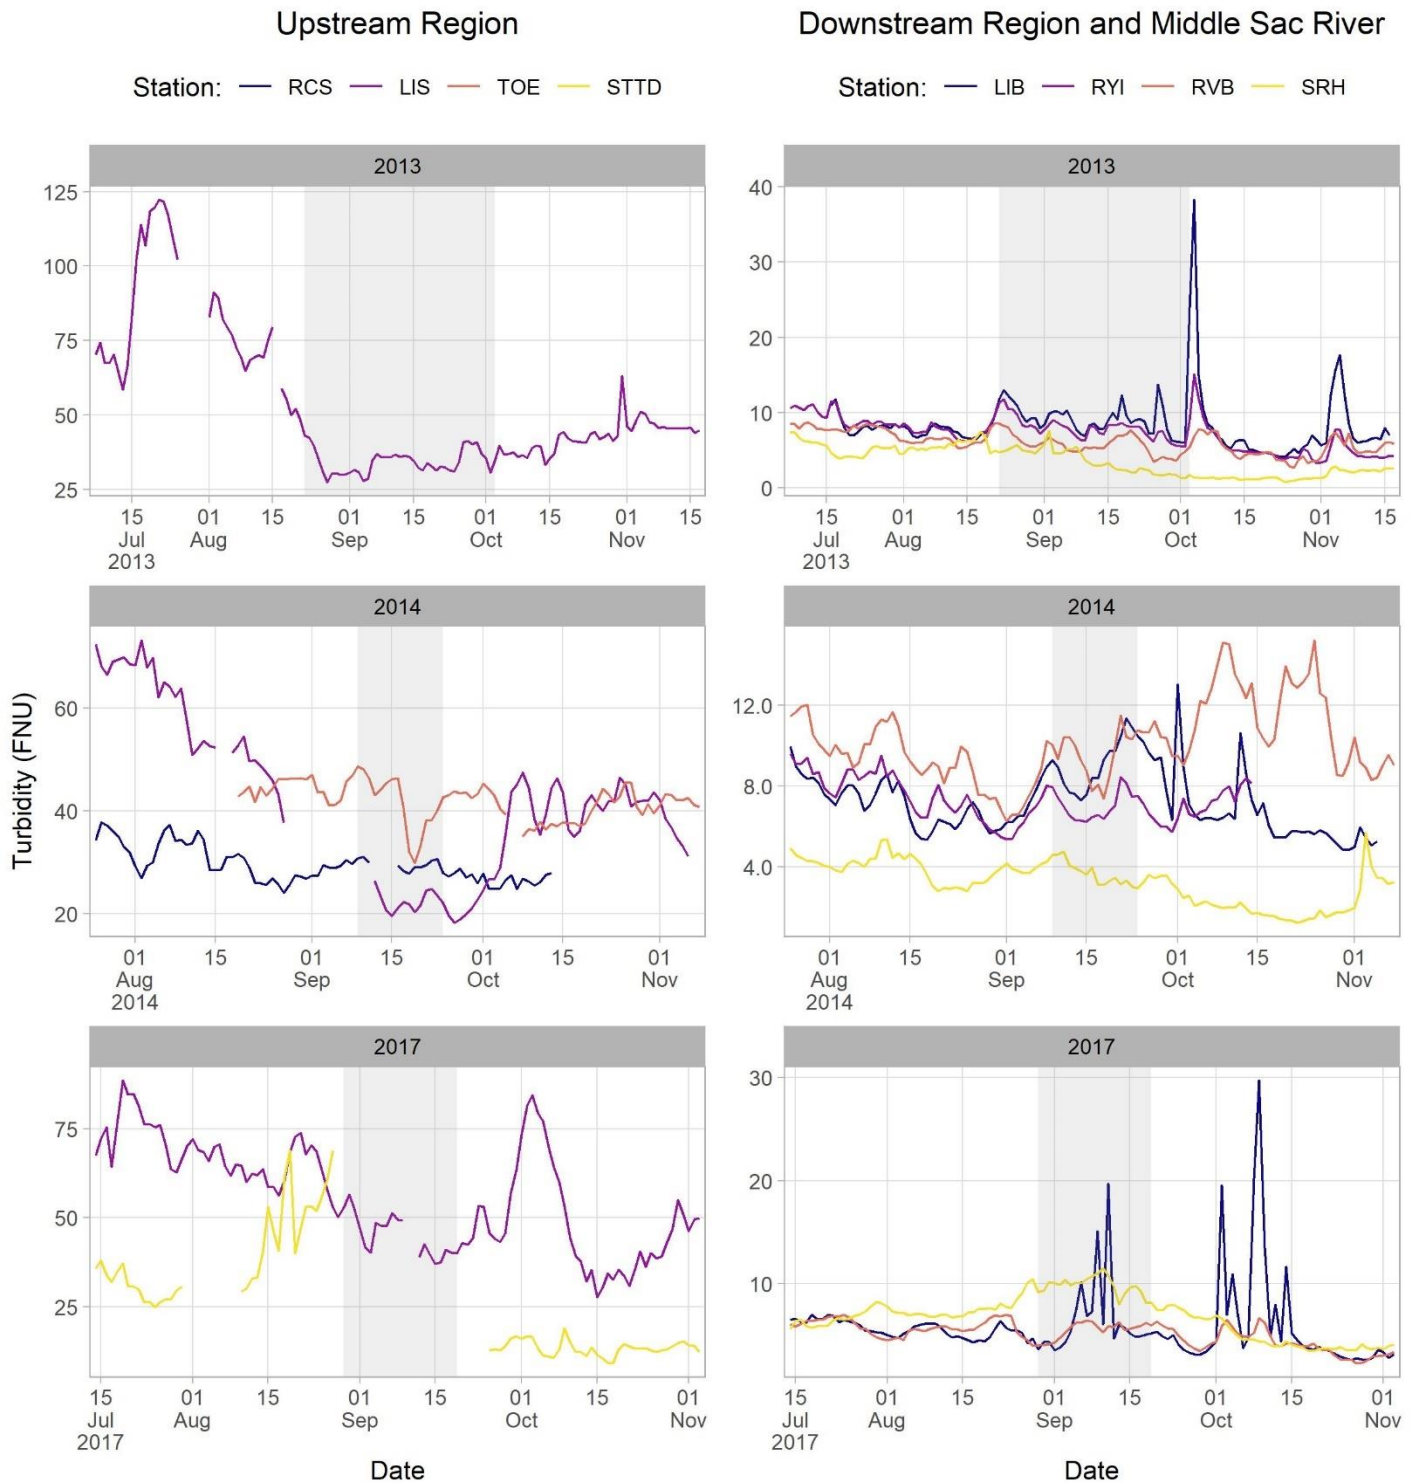 Upstream Region
Downstream Region and Middle Sac River
Station: RCS LIS TOE STTD
Station: LIB RYI RVB SRH
2013
125
100
75
50
25
15 01 15 01 15 01 15 01 15
Jul Aug Sep Oct Nov
2013
2013
40
30
20
10
0
15 01 15 01 15 01 15 01 15
Jul Aug Sep Oct Nov
2013
Turbidity (FNU)
2014
60
40
20
01 15 01 15 01 15 01
Aug Sep Oct Nov
2014
2014
12.0
8.0
4.0
01 15 01 15 01 15 01
Aug Sep Oct Nov
2014
2017
75
50
25
15 01 15 01 15 01 15 01
Jul Aug Sep Oct Nov
2017
Date
2017
30
20
10
15 01 15 01 15 01 15 01
Jul Aug Sep Oct Nov
2017
Date